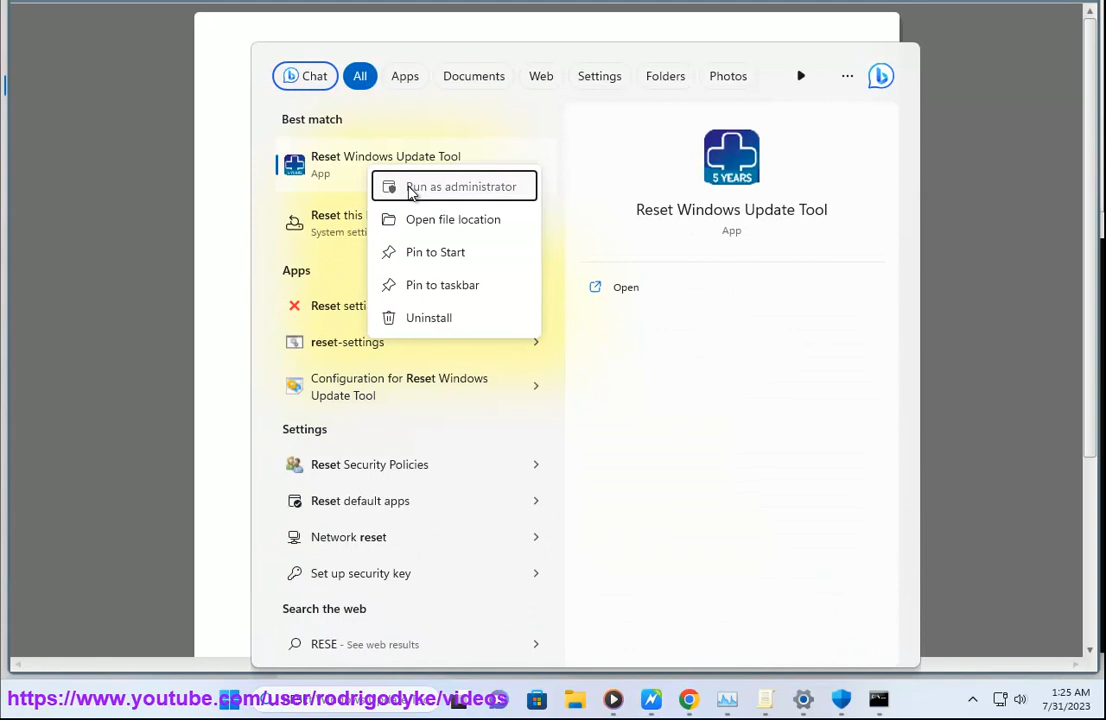 Chat
All
Apps
Documents
Web
Settings
Folders
Photos
Best match
Reset Windows Update Tool
App
Run as administrator
Open file location
Pin to Start
Pin to taskbar
Uninstall
Reset this
System setti
Apps
Reset setti
reset-settings
Configuration for Reset Windows
Update Tool
Settings
Reset Security Policies
Reset default apps
Network reset
Set up security key
Search the web
RESE - See web results
5 YEARS
Reset Windows Update Tool
App
Open
https://www.youtube.com/user/rodrigodyke/videos
1:25 AM
7/31/2023